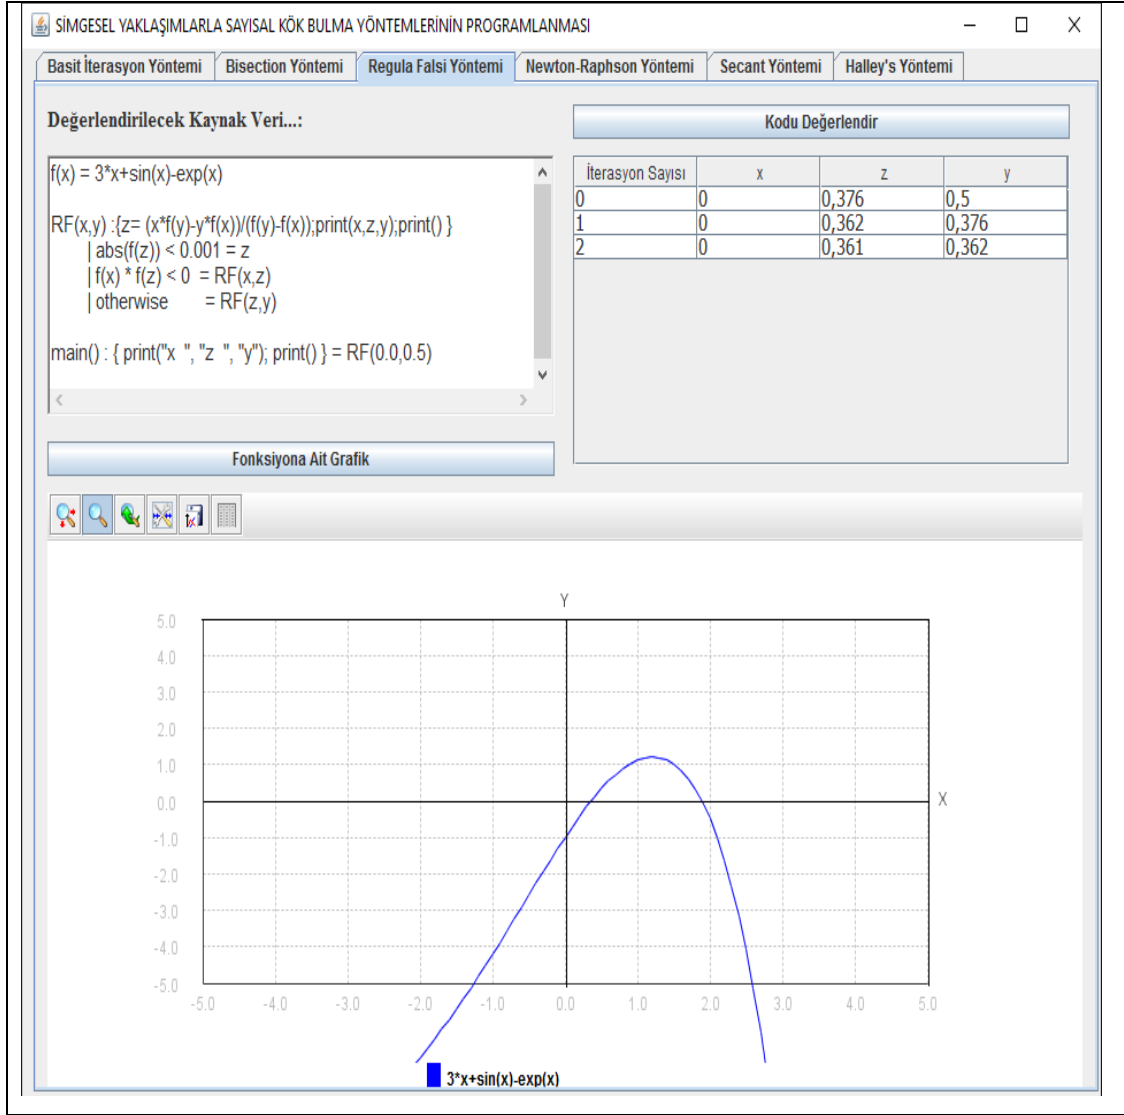 SİMGESEL YAKLAŞIMLARLA SAYISAL KÖK BULMA YÖNTEMLERİNİN PROGRAMLANMASI
Basit İterasyon Yöntemi Bisection Yöntemi Regula Falsi Yöntemi Newton-Raphson Yöntemi Secant Yöntemi Halley's Yöntemi
Değerlendirilecek Kaynak Veri...:
f(x) = 3*x+sin(x)-exp(x)
RF(x,y) :{z= (x*f(y)-y*f(x))/(f(y)-f(x));print(x,z,y);print() }
| abs(f(z)) < 0.001 = z
| f(x) * f(z) < 0 = RF(x,z)
| otherwise = RF(z,y)
main() : { print("x ", "z ", "y"); print() } = RF(0.0,0.5)
Kodu Değerlendir
İterasyon Sayısı x z y
0 0 0,376 0,5
1 0 0,362 0,376
2 0 0,361 0,362
Fonksiyona Ait Grafik
Y
5.0
4.0
3.0
2.0
1.0
0.0
X
-1.0
-2.0
-3.0
-4.0
-5.0
-5.0 -4.0 -3.0 -2.0 -1.0 0.0 1.0 2.0 3.0 4.0 5.0
3*x+sin(x)-exp(x)